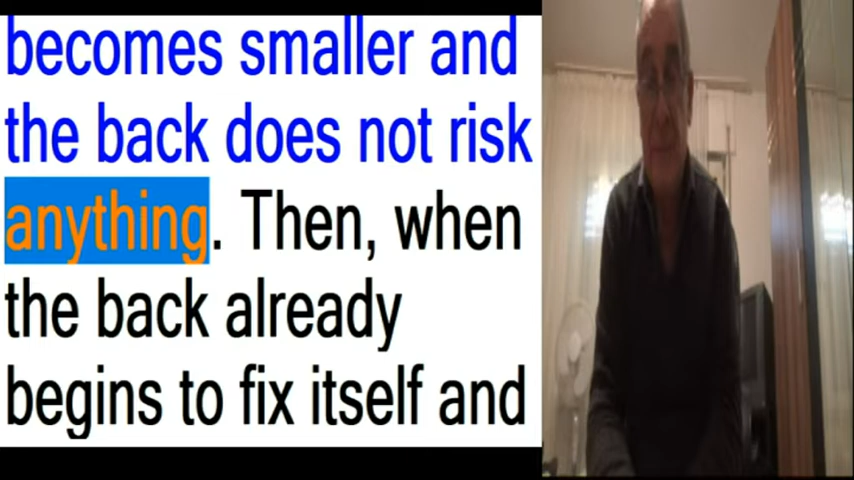 becomes smaller and
the back does not risk
anything. Then, when
the back already
begins to fix itself and